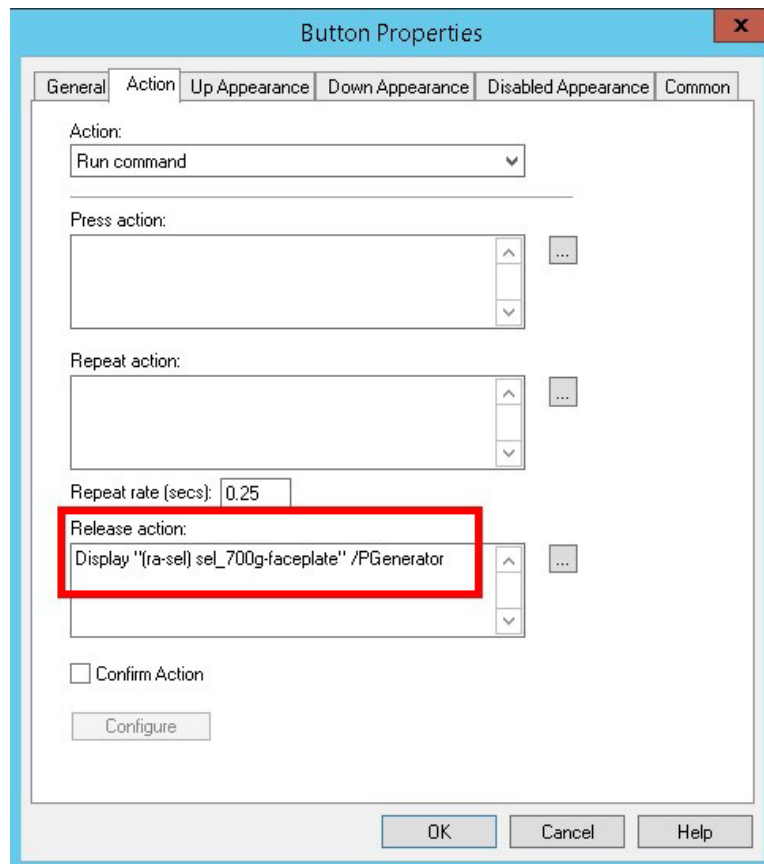 Button Properties
x
General Action Up Appearance Down Appearance Disabled Appearance Common
Action:
Run command
Press action:
...
Repeat action:
...
Repeat rate (secs): 0.25
Release action:
Display "(ra-sel) sel_700g-faceplate" /PGenerator
...
Confirm Action
Configure
OK Cancel Help